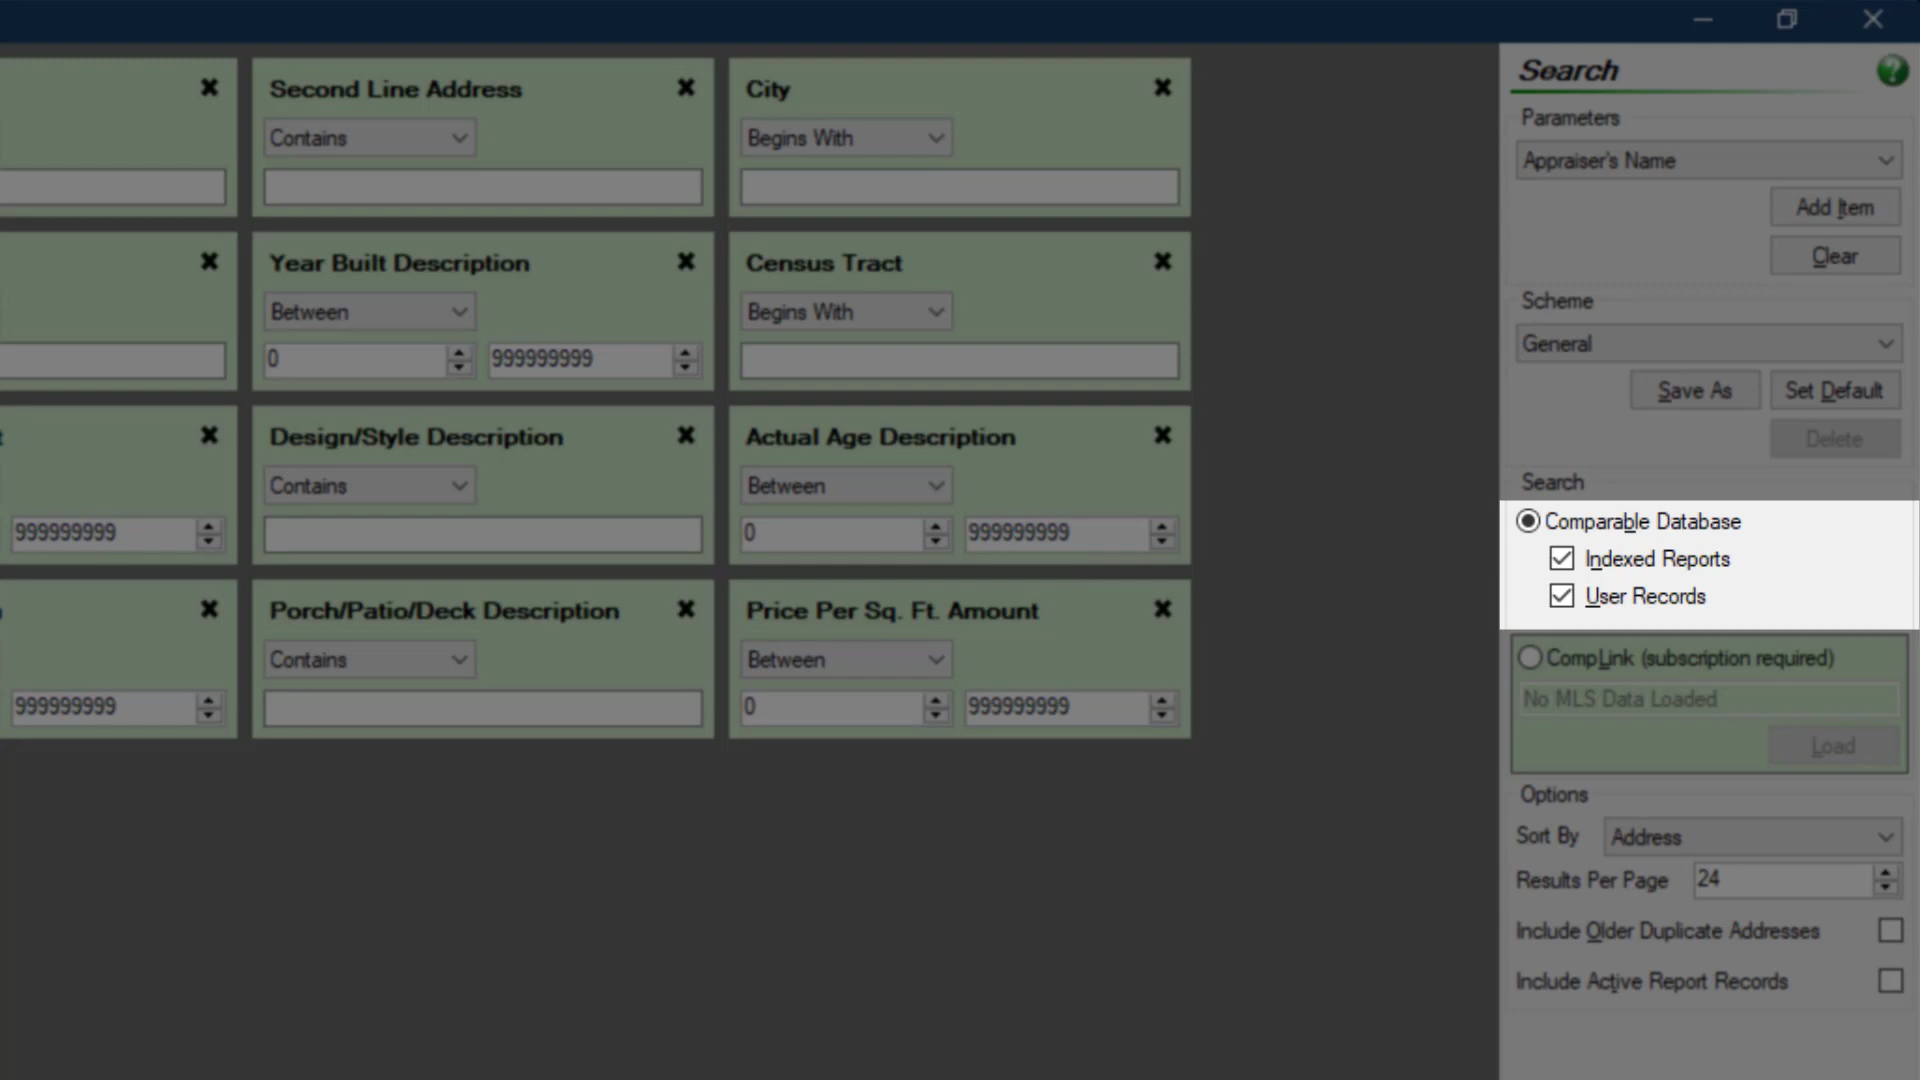 Second Line Address
Contains
City
Begins With
Year Built Description
Between
0
999999999
Census Tract
Begins With
999999999
Design/Style Description
Contains
Actual Age Description
Between
0
999999999
999999999
Porch/Patio/Deck Description
Contains
Price Per Sq. Ft. Amount
Between
0
999999999
Search
?
Parameters
Appraiser's Name
Add Item
Clear
Scheme
General
Save As
Set Default
Delete
Search
Comparable Database
Indexed Reports
User Records
CompLink (subscription required)
No MLS Data Loaded
Load
Options
Sort By
Address
Results Per Page
24
Include Older Duplicate Addresses
Include Active Report Records